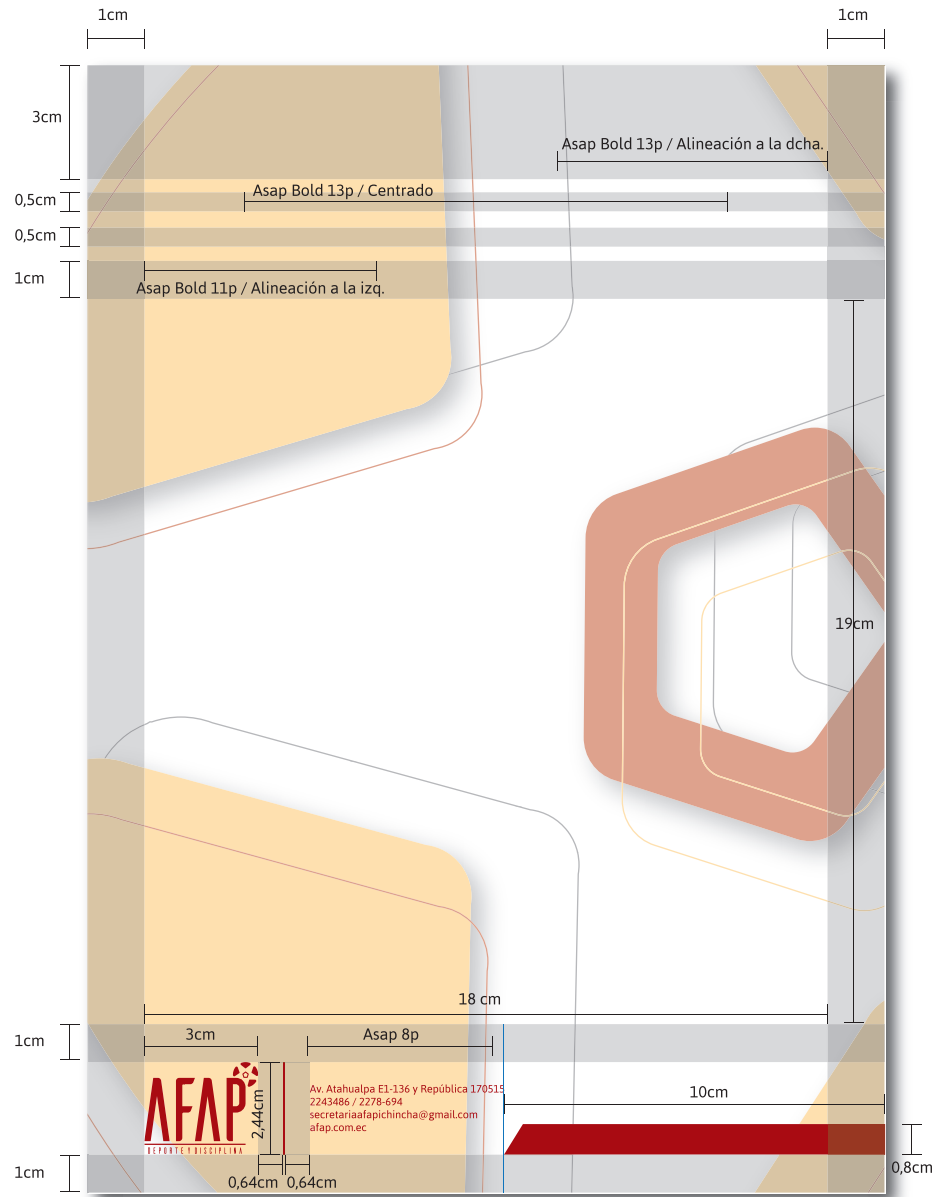 1cm
1cm
3cm
Asap Bold 13p / Alineación a la dcha.
Asap Bold 13p / Centrado
0,5cm
0,5cm
1cm
Asap Bold 11p / Alineación a la izq.
19cm
18 cm
1cm
3cm
Asap 8p
10cm
AFAP
DEPORTE Y DISCIPLINA
2,44cm
Av. Atahualpa E1-136 y República 170515
2243486 / 2278-694
secretariaafapichincha@gmail.com
afap.com.ec
1cm
0,64cm
0,64cm
0,8cm